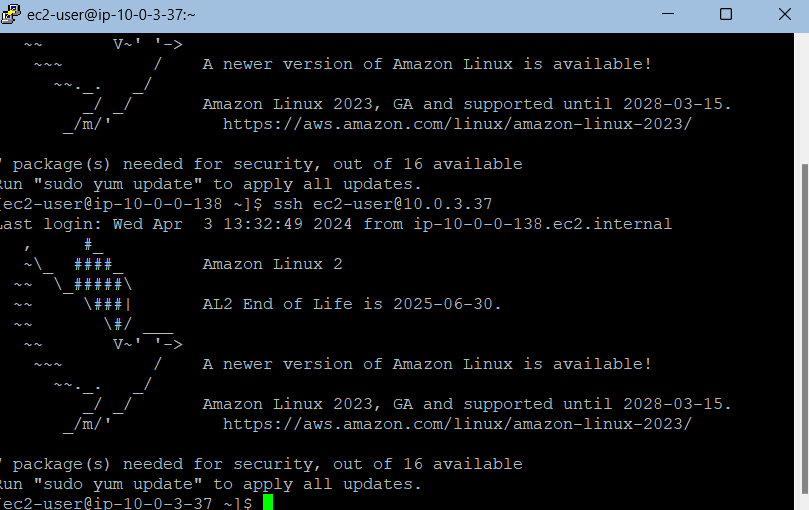 ec2-user@ip-10-0-3-37:~
~~       V~' '->
~~~         /    A newer version of Amazon Linux is available!
~~._.   _/
_/ _/       Amazon Linux 2023, GA and supported until 2028-03-15.
_/m/'           https://aws.amazon.com/linux/amazon-linux-2023/
package(s) needed for security, out of 16 available
Run "sudo yum update" to apply all updates.
[ec2-user@ip-10-0-0-138 ~]$ ssh ec2-user@10.0.3.37
Last login: Wed Apr  3 13:32:49 2024 from ip-10-0-0-138.ec2.internal
,     #_
~\_  ####_        Amazon Linux 2
~~  \_#####\
~~     \###|       AL2 End of Life is 2025-06-30.
~~       \#/ ___
~~       V~' '->
~~~         /    A newer version of Amazon Linux is available!
~~._.   _/
_/ _/       Amazon Linux 2023, GA and supported until 2028-03-15.
_/m/'           https://aws.amazon.com/linux/amazon-linux-2023/
package(s) needed for security, out of 16 available
Run "sudo yum update" to apply all updates.
[ec2-user@ip-10-0-3-37 ~]$